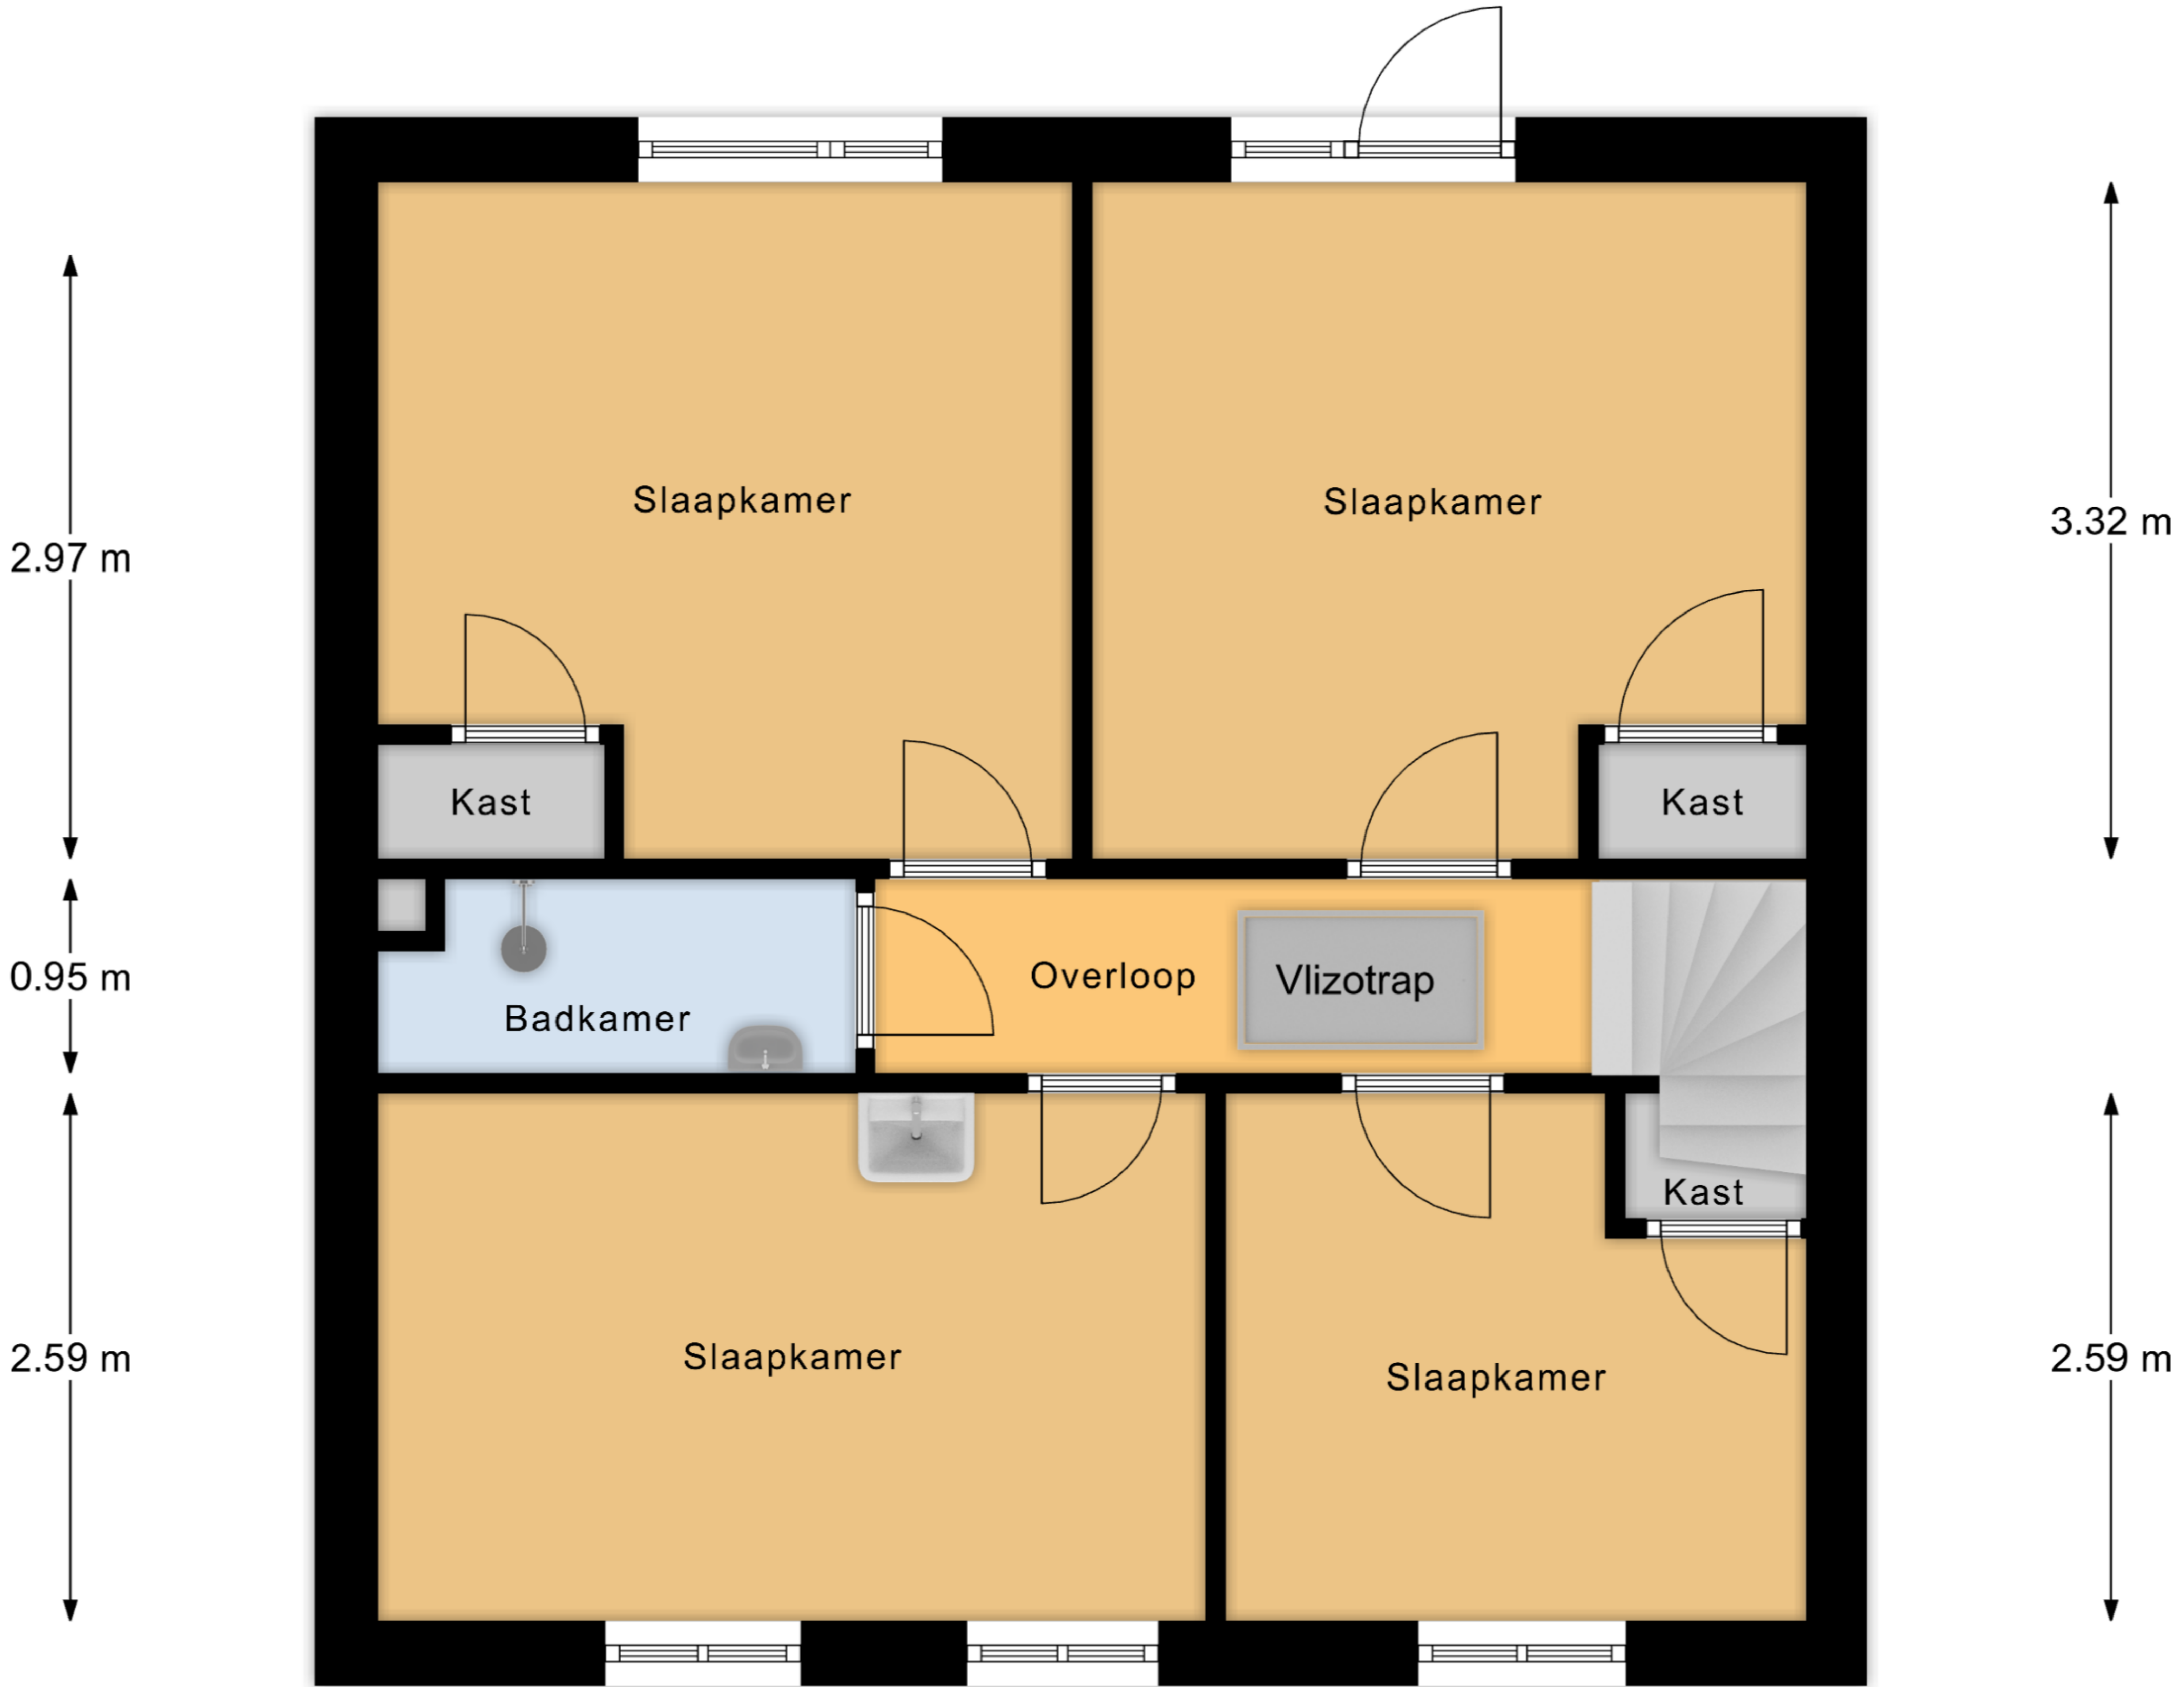 Slaapkamer
Slaapkamer
2.97 m
3.32 m
Kast
Kast
0.95 m
Badkamer
Overloop
Vlizotrap
Kast
2.59 m
Slaapkamer
Slaapkamer
2.59 m